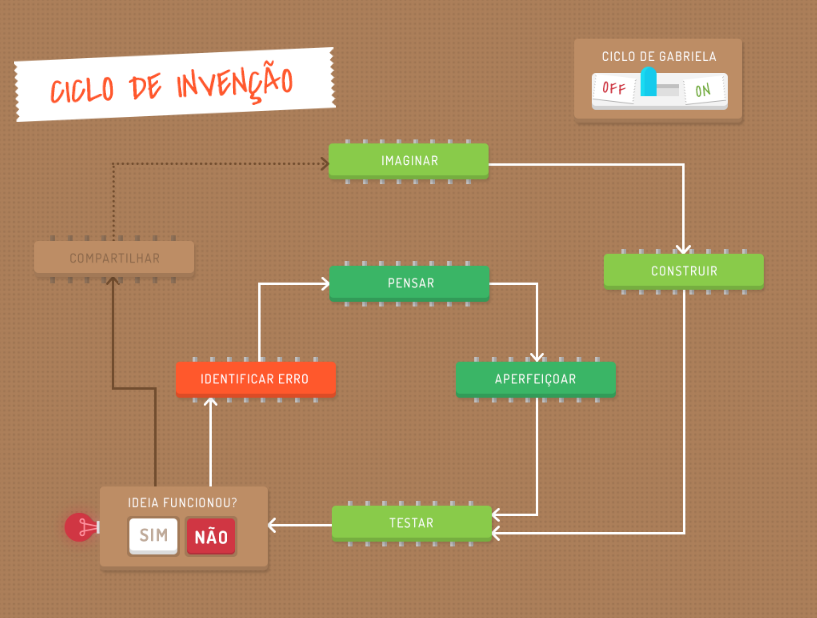 CICLO DE INVENÇÃO
CICLO DE GABRIELA
OFF
ON
IMAGINAR
COMPARTILHAR
CONSTRUIR
PENSAR
IDENTIFICAR ERRO
APERFEIÇOAR
IDEIA FUNCIONOU?
SIM
NÃO
TESTAR